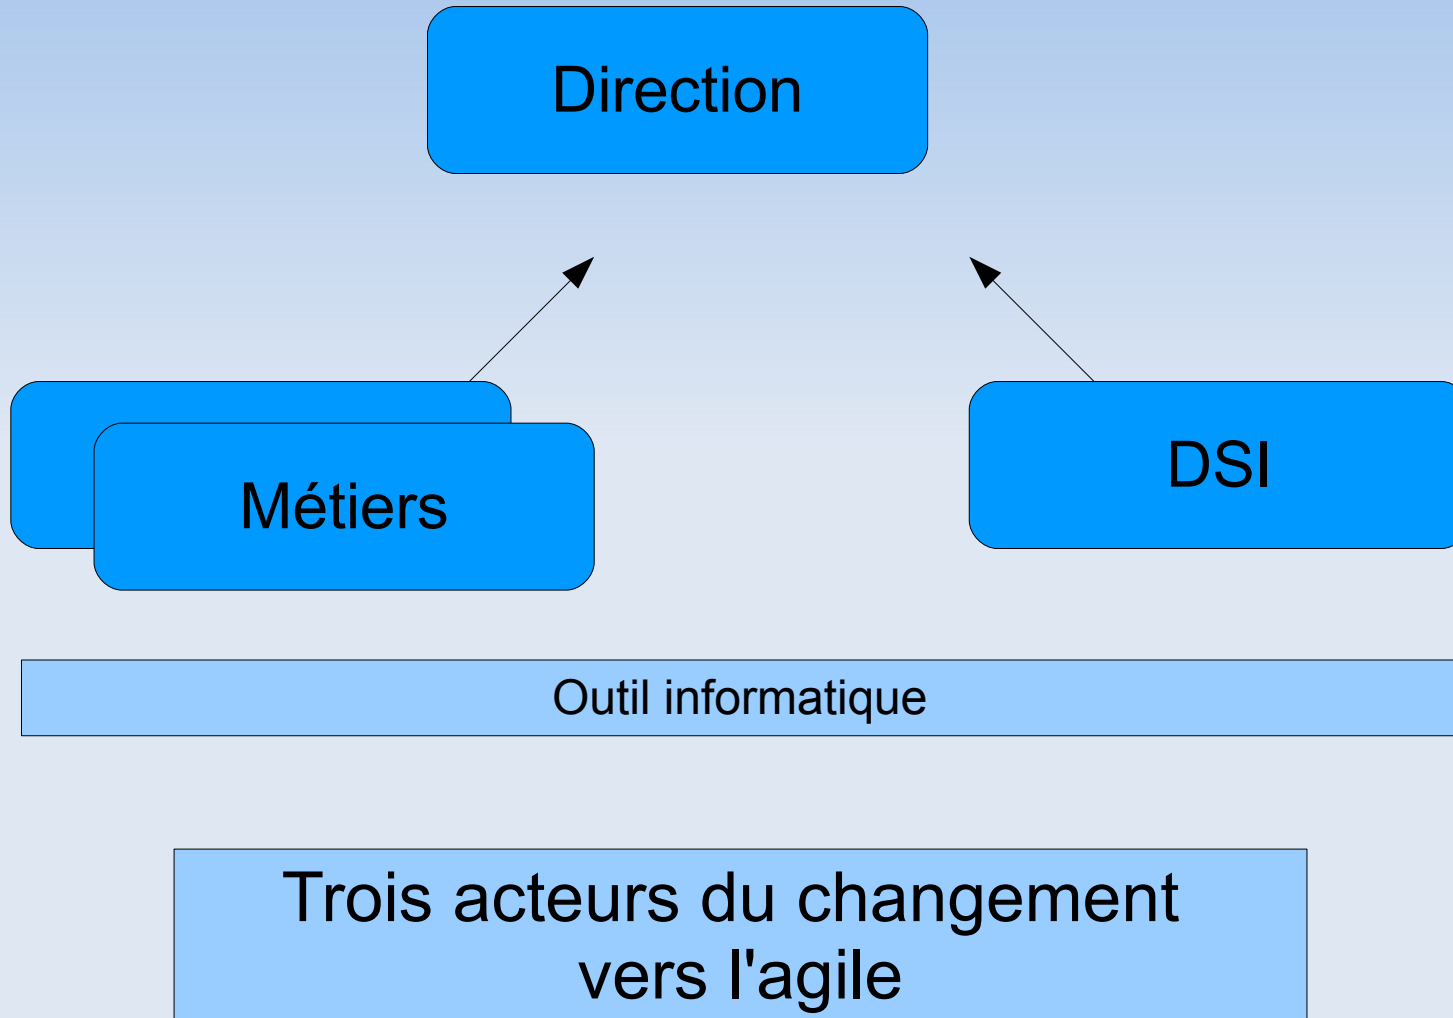 Direction
Métiers
DSI
Outil informatique
Trois acteurs du changement
vers l'agile